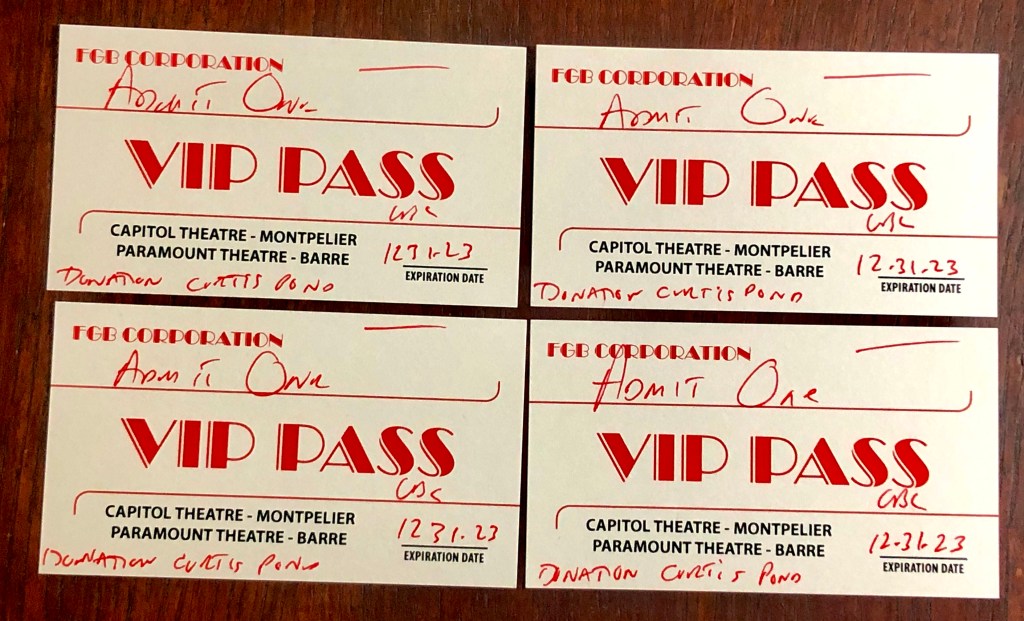 FGB CORPORATION
ADMIT ONE
VIP PASS
CAPITOL THEATRE - MONTPELIER
PARAMOUNT THEATRE - BARRE
12 31.23
EXPIRATION DATE
DONATION CURTIS POND
FGB CORPORATION
ADMIT ONE
VIP PASS
CAPITOL THEATRE - MONTPELIER
PARAMOUNT THEATRE - BARRE
12.31.23
EXPIRATION DATE
DONATION CURTIS POND
FGB CORPORATION
ADMIT ONE
VIP PASS
CAPITOL THEATRE - MONTPELIER
PARAMOUNT THEATRE - BARRE
12 31.23
EXPIRATION DATE
DONATION CURTIS POND
FGB CORPORATION
ADMIT ONE
VIP PASS
CAPITOL THEATRE - MONTPELIER
PARAMOUNT THEATRE - BARRE
12.31.23
EXPIRATION DATE
DONATION CURTIS POND